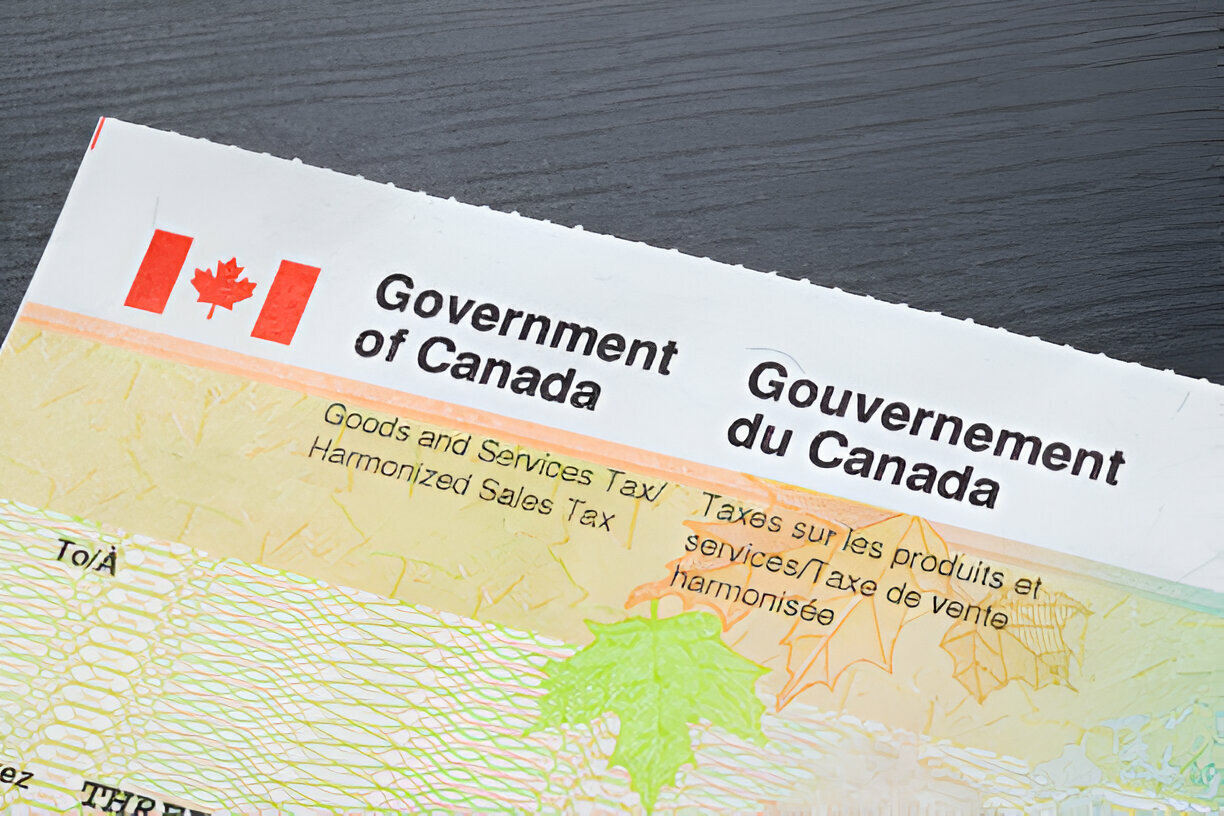 Government
of Canada
Gouvernement
du Canada
Goods and Services Tax/
Harmonized Sales Tax
Taxes sur les produits et
services/Taxe de vente
harmonisée
To/À